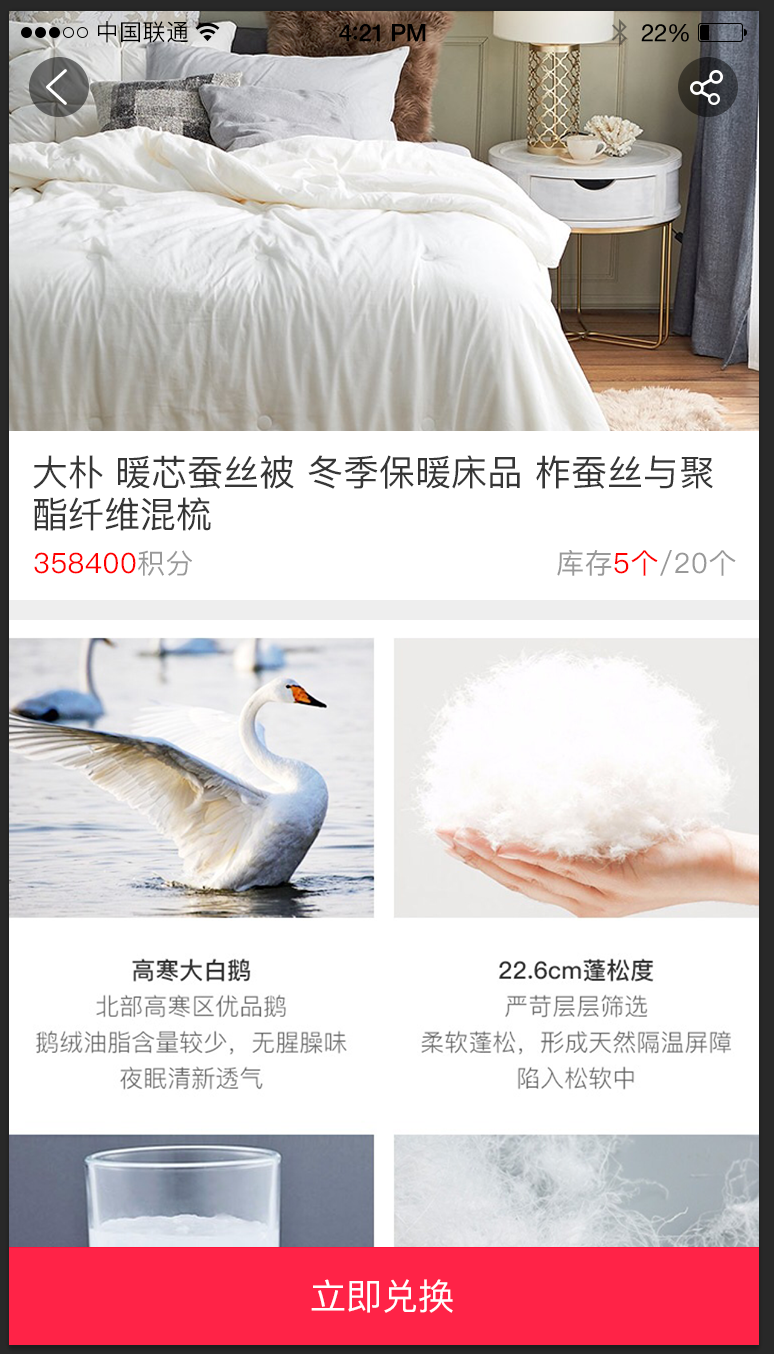 中国联通 4:21 PM 22%
大朴 暖芯蚕丝被 冬季保暖床品 柞蚕丝与聚
酯纤维混梳
358400积分 库存5个/20个
高寒大白鹅
北部高寒区优品鹅
鹅绒油脂含量较少，无腥臊味
夜眠清新透气
22.6cm蓬松度
严苛层层筛选
柔软蓬松，形成天然隔温屏障
陷入松软中
立即兑换